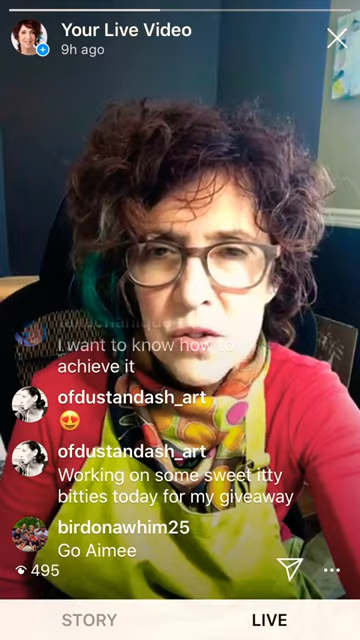 Your Live Video
9h ago
I want to know how to
achieve it
ofdustandash_art
😍
ofdustandash_art
Working on some sweet itty
bitties today for my giveaway
birdonawhim25
Go Aimee
495
STORY
LIVE